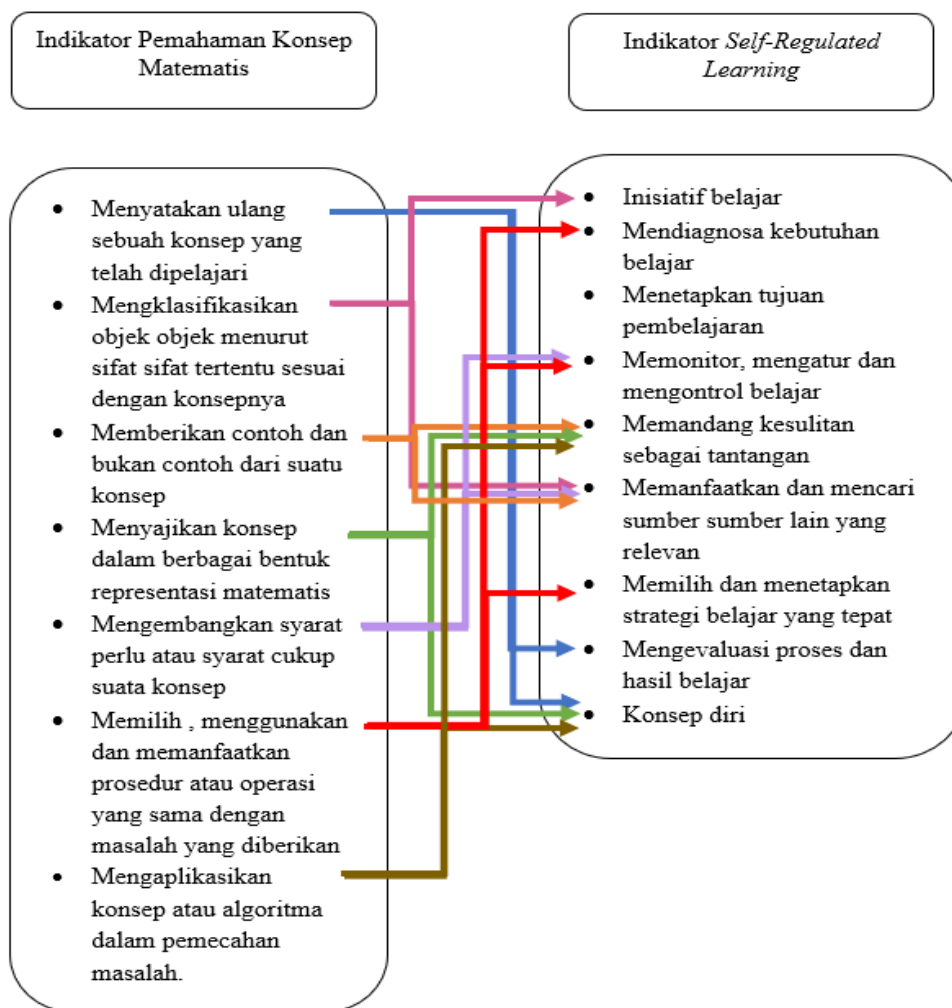 Indikator Pemahaman Konsep
Matematis
Indikator Self-Regulated
Learning
• Menyatakan ulang
sebuah konsep yang
telah dipelajari
• Mengklasifikasikan
objek objek menurut
sifat sifat tertentu sesuai
dengan konsepnya
• Memberikan contoh dan
bukan contoh dari suatu
konsep
• Menyajikan konsep
dalam berbagai bentuk
representasi matematis
• Mengembangkan syarat
perlu atau syarat cukup
suata konsep
• Memilih , menggunakan
dan memanfaatkan
prosedur atau operasi
yang sama dengan
masalah yang diberikan
• Mengaplikasikan
konsep atau algoritma
dalam pemecahan
masalah.
• Inisiatif belajar
• Mendiagnosa kebutuhan
belajar
• Menetapkan tujuan
pembelajaran
• Memonitor, mengatur dan
mengontrol belajar
• Memandang kesulitan
sebagai tantangan
• Memanfaatkan dan mencari
sumber sumber lain yang
relevan
• Memilih dan menetapkan
strategi belajar yang tepat
• Mengevaluasi proses dan
hasil belajar
• Konsep diri